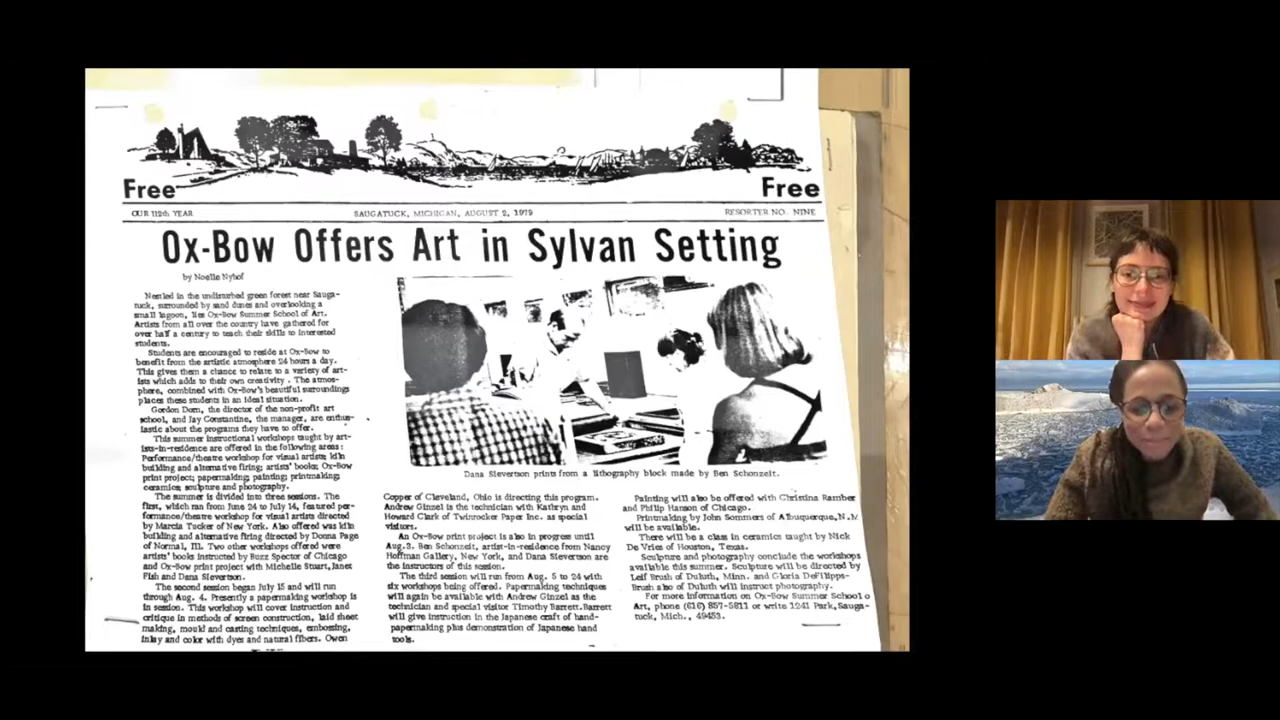 Free
Free
OUR 112th YEAR
SAUGATUCK, MICHIGAN, AUGUST 2, 1979
RESORTER NO. NINE
Ox-Bow Offers Art in Sylvan Setting
by Noelle Nyhof
Nestled in the undisturbed green forest near Sauga-
tuck, surrounded by sand dunes and overlooking a
small lagoon, lies Ox-Bow Summer School of Art.
Artists from all over the country have gathered for
over half a century to teach their skills to interested
students.
Students are encouraged to reside at Ox-Bow to
benefit from the artistic atmosphere 24 hours a day.
This gives them a chance to relate to a variety of art-
ists which adds to their own creativity . The atmos-
phere, combined with Ox-Bow's beautiful surroundings
places these students in an ideal situation.
Gordon Dorn, the director of the non-profit art
school, and Jay Constantine, the manager, are enthus-
iastic about the programs they have to offer.
This summer instructional workshops taught by art-
ists-in-residence are offered in the following areas:
Performance/theatre workshop for visual artists; kiln
building and alternative firing; artists' books; Ox-Bow
print project; papermaking; painting; printmaking;
ceramics; sculpture and photography.
The summer is divided into three sessions. The
first, which ran from June 24 to July 14, featured per-
formance/theatre workshop for visual artists directed
by Marcia Tucker of New York. Also offered was kiln
building and alternative firing directed by Donna Page
of Normal, Ill. Two other workshops offered were
artists' books instructed by Buzz Spector of Chicago
and Ox-Bow print project with Michelle Stuart, Janet
Fish and Dana Sievertson.
The second session began July 15 and will run
through Aug. 4. Presently a papermaking workshop is
in session. This workshop will cover instruction and
critique in methods of screen construction, laid sheet
making, mould and casting techniques, embossing,
inlay and color with dyes and natural fibers. Owen
Dana Sievertson prints from a lithography block made by Ben Schonzeit.
Copper of Cleveland, Ohio is directing this program.
Andrew Ginzel is the technician with Kathryn and
Howard Clark of Twinrocker Paper Inc. as special
visitors.
An Ox-Bow print project is also in progress until
Aug. 3. Ben Schonzeit, artist-in-residence from Nancy
Hoffman Gallery, New York, and Dana Sievertson are
the instructors of this session.
The third session will run from Aug. 5 to 24 with
six workshops being offered. Papermaking techniques
will again be available with Andrew Ginzel as the
technician and special visitor Timothy Barrett. Barrett
will give instruction in the Japanese craft of hand-
papermaking plus demonstration of Japanese hand
tools.
Painting will also be offered with Christina Ramber
and Philip Hanson of Chicago.
Printmaking by John Sommers of Albuquerque, N.M
will be available.
There will be a class in ceramics taught by Nick
De Vries of Houston, Texas.
Sculpture and photography conclude the workshops
available this summer. Sculpture will be directed by
Leif Brush of Duluth, Minn. and Gloria DeFilipps-
Brush also of Duluth will instruct photography.
For more information on Ox-Bow Summer School o
Art, phone (616) 857-5811 or write 1241 Park, Sauga-
tuck, Mich., 49453.